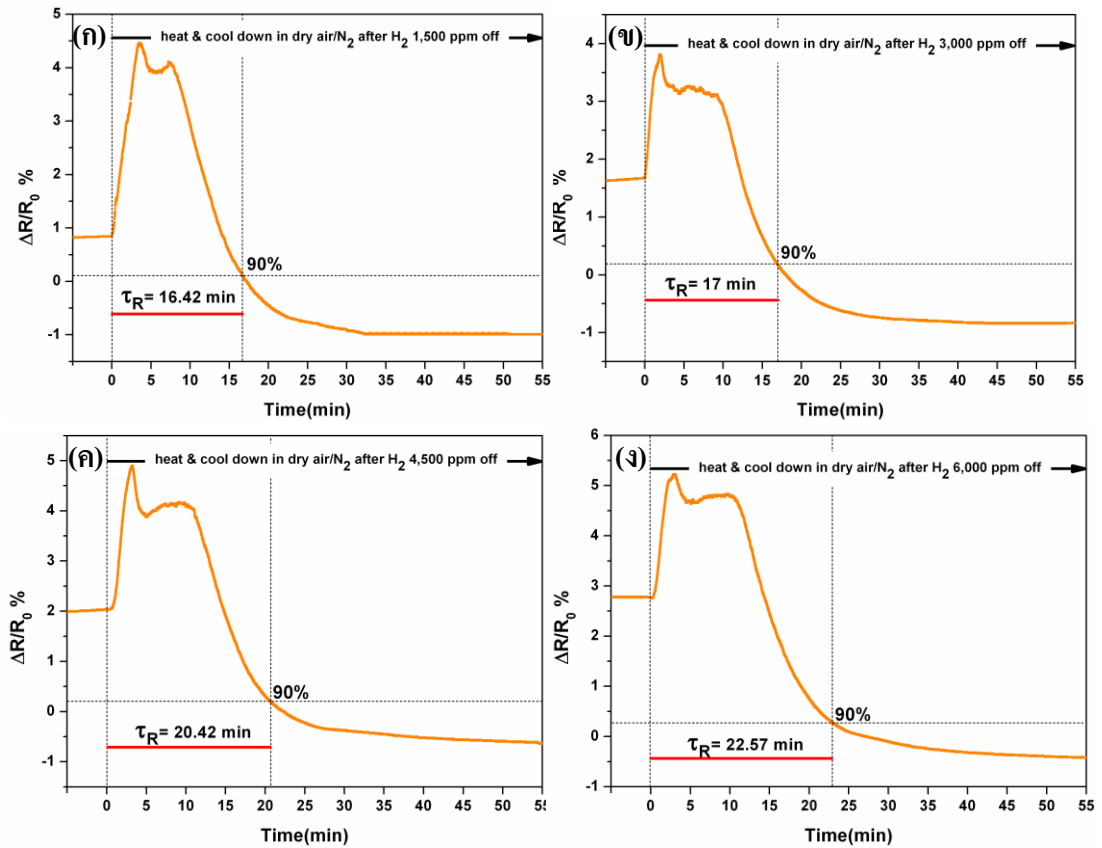 (ก)
heat & cool down in dry air/N2 after H2 1,500 ppm off
5
4
3
2
1
0
-1
ΔR/R0 %
90%
τR= 16.42 min
0 5 10 15 20 25 30 35 40 45 50 55
Time(min)
(ข)
heat & cool down in dry air/N2 after H2 3,000 ppm off
4
3
2
1
0
-1
ΔR/R0 %
90%
τR= 17 min
0 5 10 15 20 25 30 35 40 45 50 55
Time(min)
(ค)
heat & cool down in dry air/N2 after H2 4,500 ppm off
5
4
3
2
1
0
-1
ΔR/R0 %
90%
τR= 20.42 min
0 5 10 15 20 25 30 35 40 45 50 55
Time(min)
(ง)
heat & cool down in dry air/N2 after H2 6,000 ppm off
6
5
4
3
2
1
0
-1
ΔR/R0 %
90%
τR= 22.57 min
0 5 10 15 20 25 30 35 40 45 50 55
Time(min)